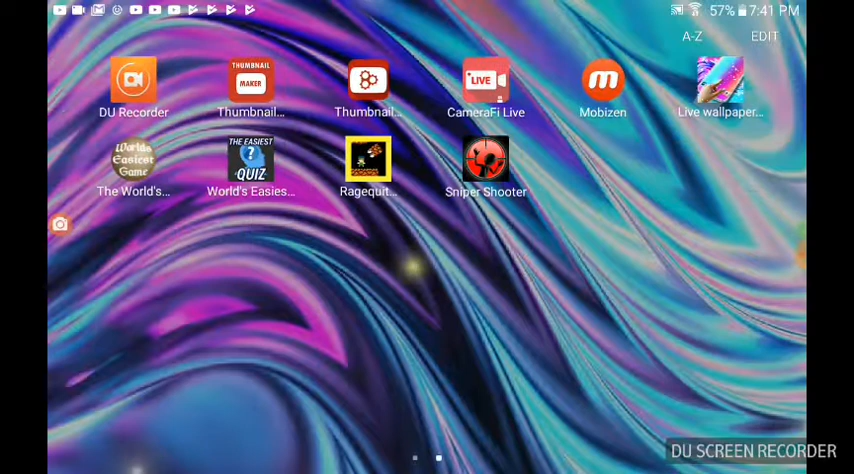 57% 7:41 PM
A-Z EDIT
THUMBNAIL
MAKER
LIVE
DU Recorder Thumbnail... Thumbnail... CameraFi Live Mobizen Live wallpaper...
Worlds
Easiest
Game
THE EASIEST
?
QUIZ
The World's... World's Easies... Ragequit... Sniper Shooter
DU SCREEN RECORDER